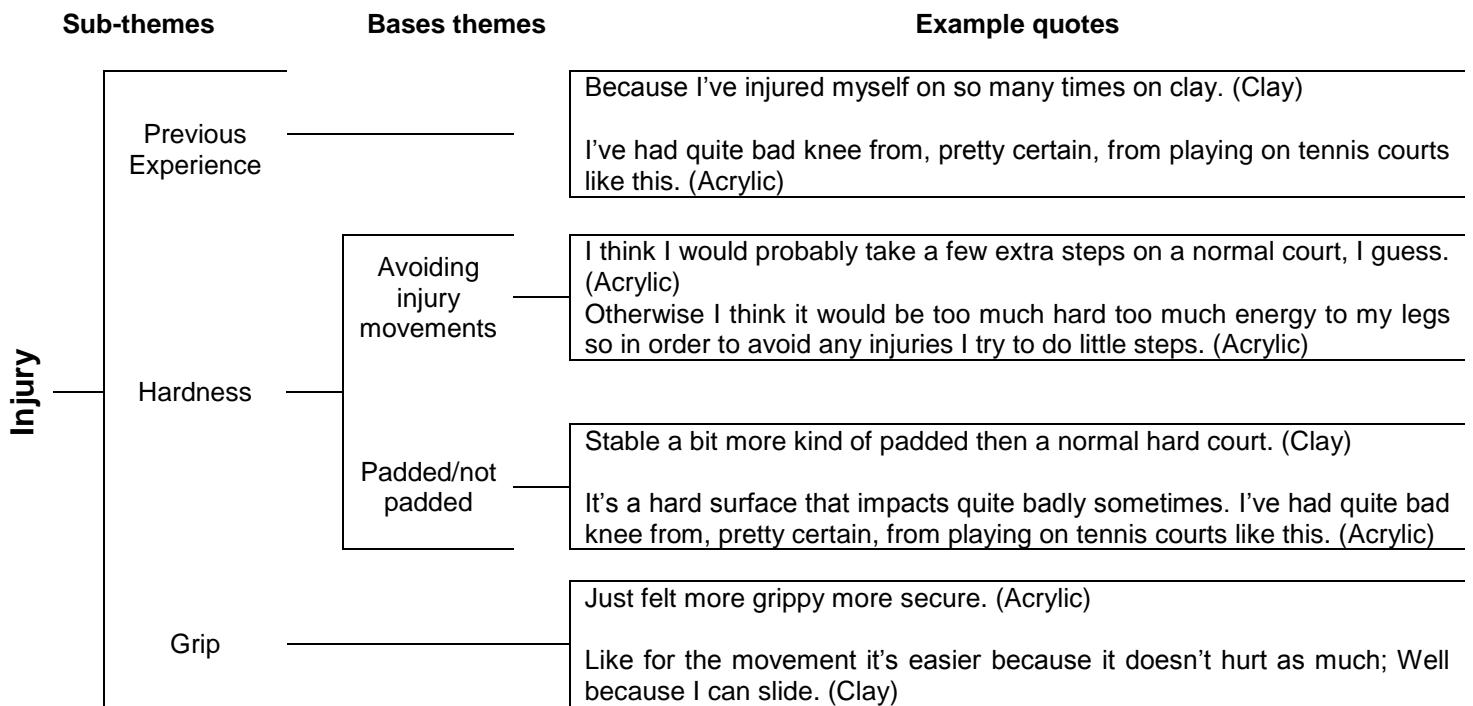 Sub-themes Bases themes Example quotes
Because I’ve injured myself on so many times on clay. (Clay)
Previous
Experience
I’ve had quite bad knee from, pretty certain, from playing on tennis courts
like this. (Acrylic)
Avoiding
injury
movements
I think I would probably take a few extra steps on a normal court, I guess.
(Acrylic)
Otherwise I think it would be too much hard too much energy to my legs
so in order to avoid any injuries I try to do little steps. (Acrylic)
Injury
Hardness
Padded/not
padded
Stable a bit more kind of padded then a normal hard court. (Clay)
It’s a hard surface that impacts quite badly sometimes. I’ve had quite bad
knee from, pretty certain, from playing on tennis courts like this. (Acrylic)
Grip
Just felt more grippy more secure. (Acrylic)
Like for the movement it’s easier because it doesn’t hurt as much; Well
because I can slide. (Clay)